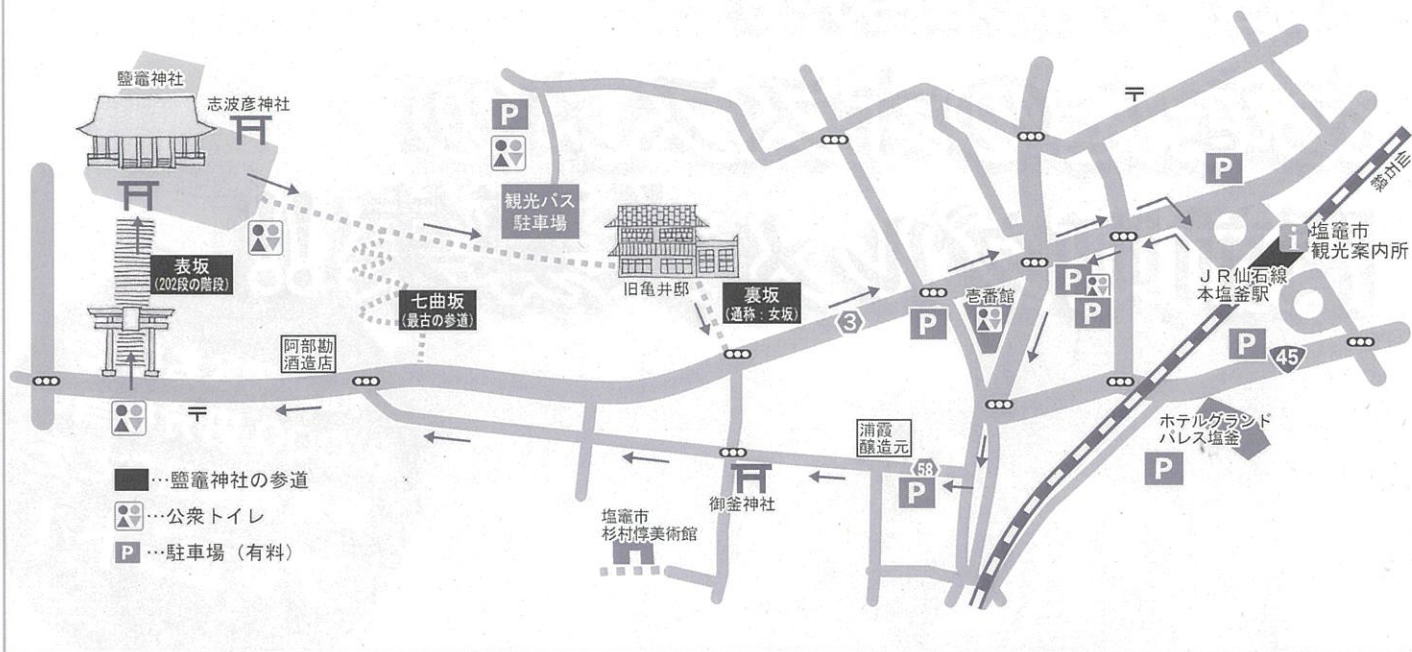 鹽竈神社
志波彦神社
表坂
(202段の階段)
七曲坂
(最古の参道)
P
観光バス
駐車場
旧亀井邸
裏坂
(通称:女坂)
3
阿部勘
酒造店
〒
〒
P
仙石線
i
塩竈市
観光案内所
JR仙石線
本塩釜駅
P
P
P
壱番館
P
45
ホテルグランド
パレス塩釜
P
浦霞
醸造元
58
P
御釜神社
塩竈市
杉村惇美術館
…鹽竈神社の参道
…公衆トイレ
P…駐車場(有料)